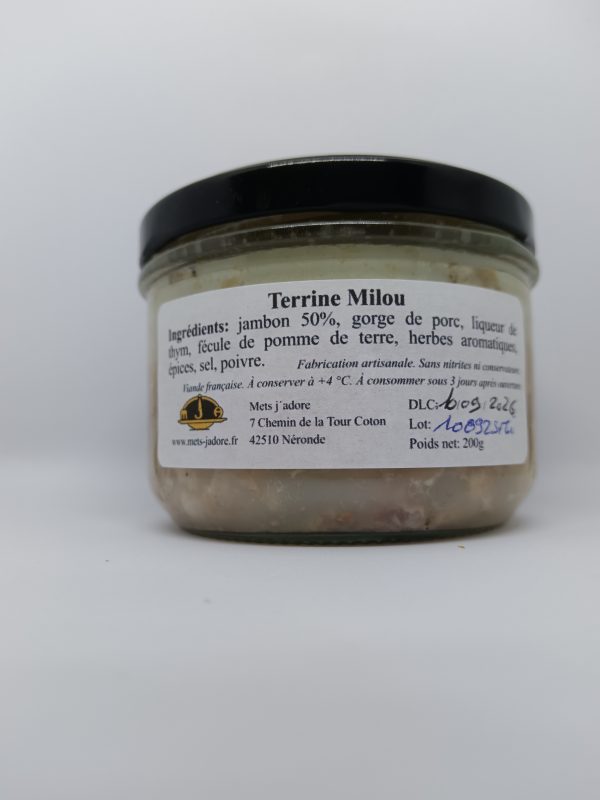 Terrine Milou
Ingrédients: jambon 50%, gorge de porc, liqueur de
thym, fécule de pomme de terre, herbes aromatiques,
épices, sel, poivre.
Fabrication artisanale. Sans nitrites ni conservateurs.
Viande française. À conserver à +4 °C. À consommer sous 3 jours après ouverture
Mets j'adore
7 Chemin de la Tour Coton
www.mets-jadore.fr 42510 Néronde
DLC:
Lot:
Poids net: 200g